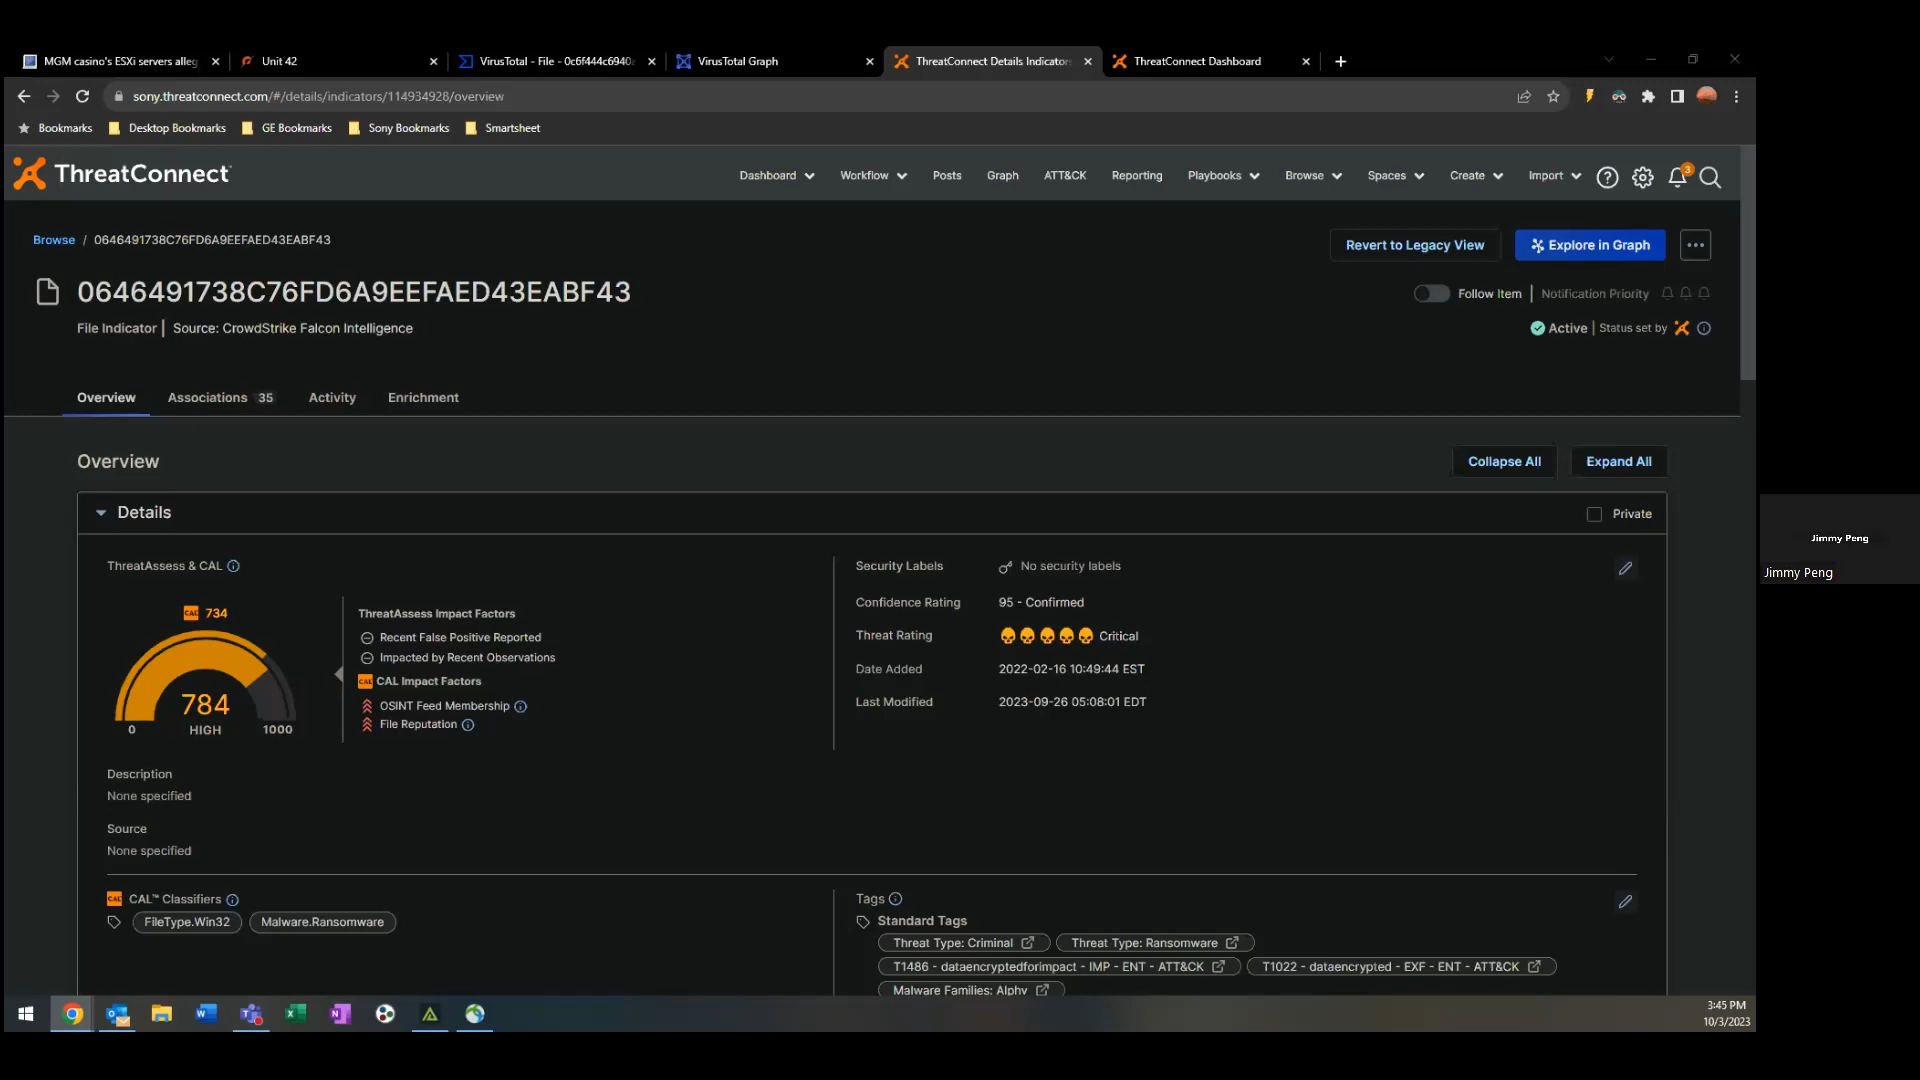 MGM casino's ESXi servers alleg
Unit 42
VirusTotal - File - 0c6f444c6940
VirusTotal Graph
ThreatConnect Details Indicator
ThreatConnect Dashboard
sony.threatconnect.com/#/details/indicators/114934928/overview
Bookmarks
Desktop Bookmarks
GE Bookmarks
Sony Bookmarks
Smartsheet
ThreatConnect
Dashboard
Workflow
Posts
Graph
ATT&CK
Reporting
Playbooks
Browse
Spaces
Create
Import
3
Browse / 0646491738C76FD6A9EEFAED43EABF43
Revert to Legacy View
Explore in Graph
0646491738C76FD6A9EEFAED43EABF43
Follow Item | Notification Priority
File Indicator | Source: CrowdStrike Falcon Intelligence
Active | Status set by
Overview
Associations 35
Activity
Enrichment
Overview
Collapse All
Expand All
Details
Private
ThreatAssess & CAL
CAL 734
784
0
HIGH
1000
ThreatAssess Impact Factors
Recent False Positive Reported
Impacted by Recent Observations
CAL CAL Impact Factors
OSINT Feed Membership
File Reputation
Security Labels No security labels
Confidence Rating 95 - Confirmed
Threat Rating Critical
Date Added 2022-02-16 10:49:44 EST
Last Modified 2023-09-26 05:08:01 EDT
Description
None specified
Source
None specified
CAL CAL™ Classifiers
FileType.Win32
Malware.Ransomware
Tags
Standard Tags
Threat Type: Criminal
Threat Type: Ransomware
T1486 - dataencryptedforimpact - IMP - ENT - ATT&CK
T1022 - dataencrypted - EXF - ENT - ATT&CK
Malware Families: Alphv
Jimmy Peng
Jimmy Peng
3:45 PM
10/3/2023